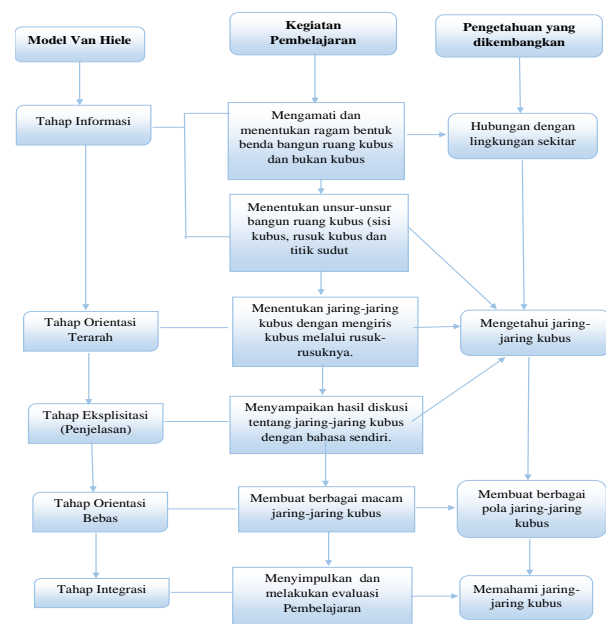 Model Van Hiele
Kegiatan
Pembelajaran
Pengetahuan yang
dikembangkan
Tahap Informasi
Mengamati dan
menentukan ragam bentuk
benda bangun ruang kubus
dan bukan kubus
Hubungan dengan
lingkungan sekitar
Menentukan unsur-unsur
bangun ruang kubus (sisi
kubus, rusuk kubus dan
titik sudut
Tahap Orientasi
Terarah
Menentukan jaring-jaring
kubus dengan mengiris
kubus melalui rusuk-
rusuknya.
Mengetahui jaring-
jaring kubus
Tahap Eksplisitasi
(Penjelasan)
Menyampaikan hasil diskusi
tentang jaring-jaring kubus
dengan bahasa sendiri.
Tahap Orientasi
Bebas
Membuat berbagai macam
jaring-jaring kubus
Membuat berbagai
pola jaring-jaring
kubus
Tahap Integrasi
Menyimpulkan dan
melakukan evaluasi
Pembelajaran
Memahami jaring-
jaring kubus